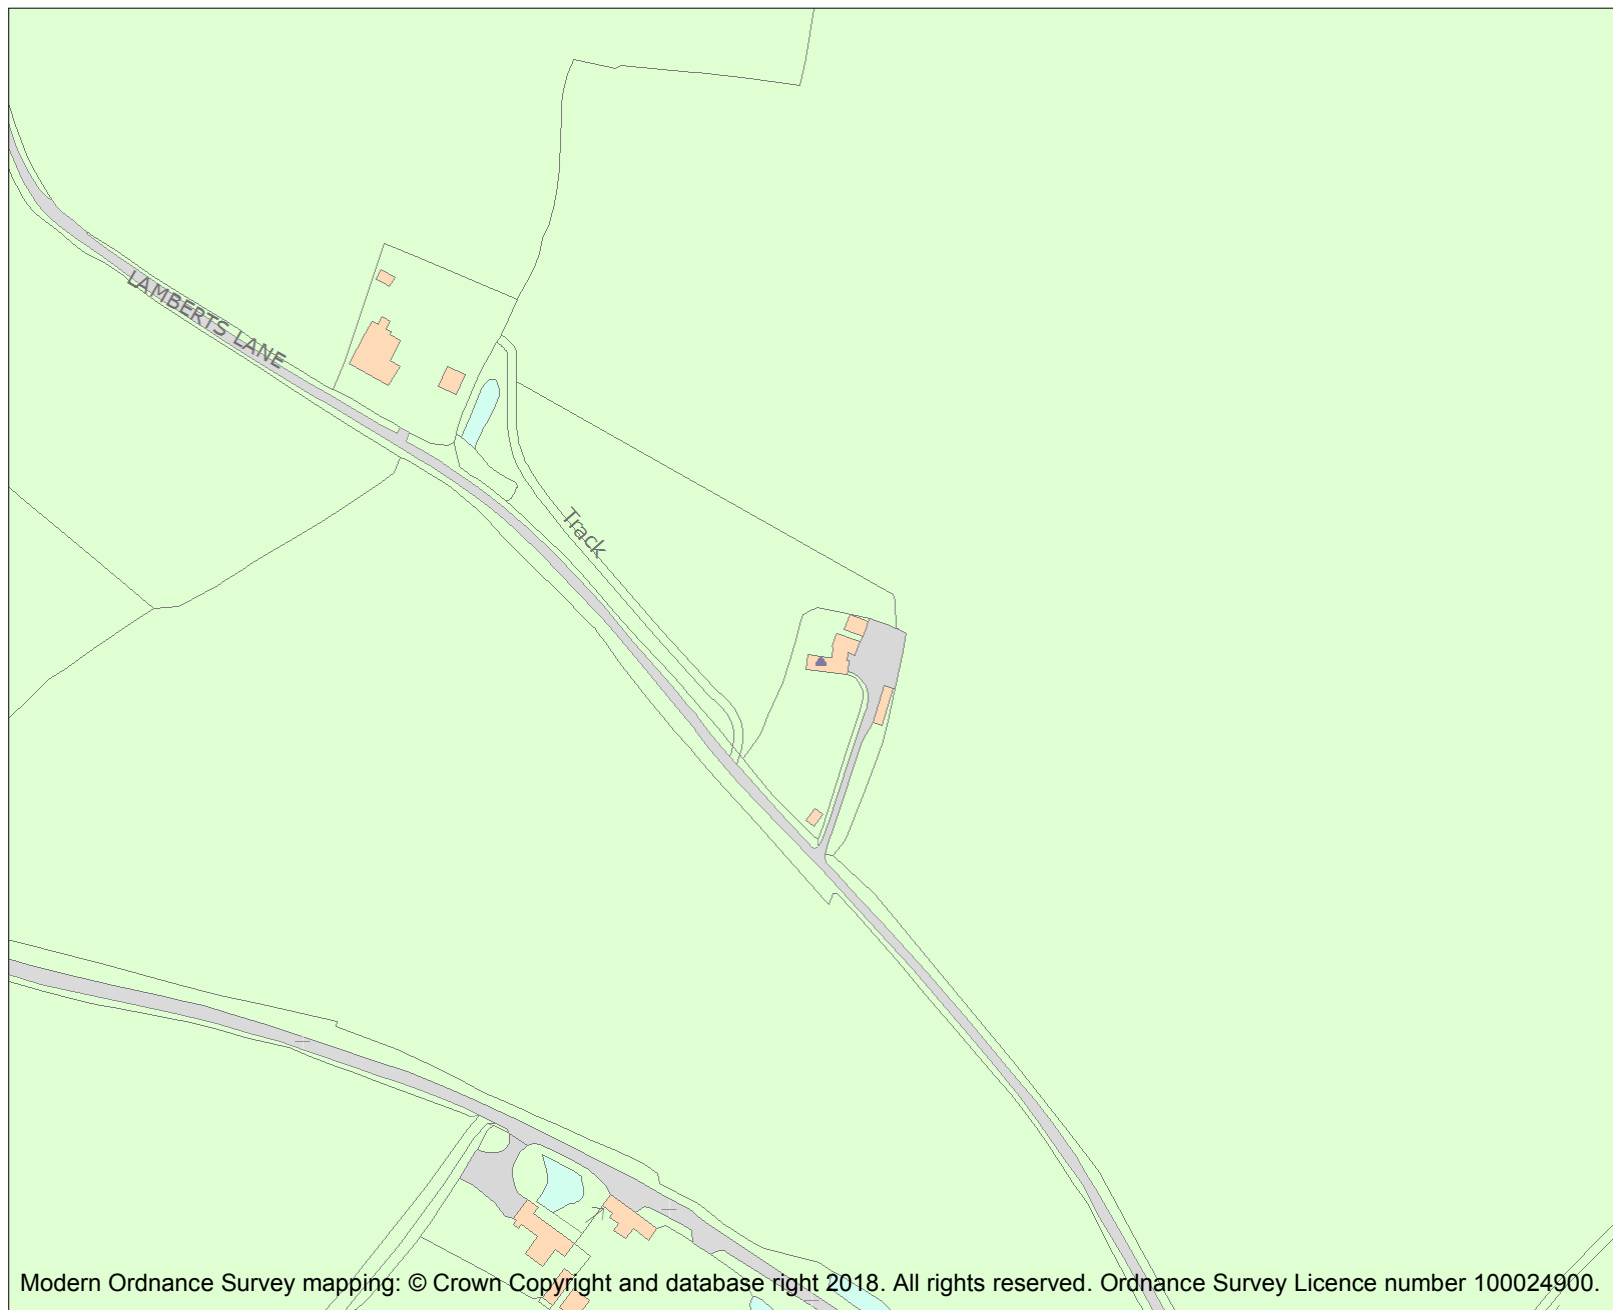 LAMBERTS LANE
Track
Modern Ordnance Survey mapping: © Crown Copyright and database right 2018. All rights reserved. Ordnance Survey Licence number 100024900.